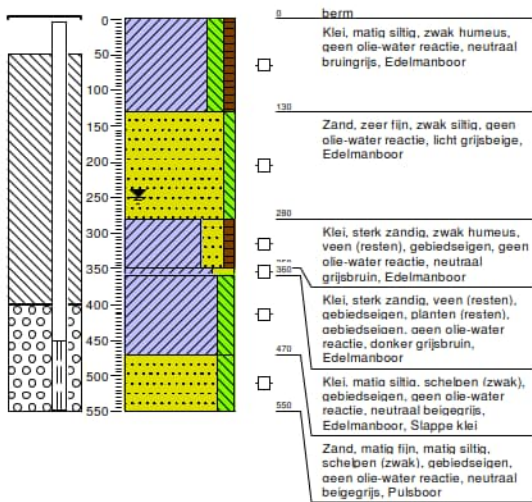 0
50
100
150
200
250
300
350
400
450
500
550
0
berm
Klei, matig siltig, zwak humeus,
geen olie-water reactie, neutraal
bruingrijs, Edelmanboor
130
Zand, zeer fijn, zwak siltig, geen
olie-water reactie, licht grijsbeige,
Edelmanboor
280
Klei, sterk zandig, zwak humeus,
veen (resten), gebiedseigen, geen
olie-water reactie, neutraal
grijsbruin, Edelmanboor
360
Klei, sterk zandig, veen (resten),
gebiedseigen, planten (resten),
gebiedseigen, geen olie-water
reactie, donker grijsbruin,
Edelmanboor
470
Klei, matig siltig, schelpen (zwak),
gebiedseigen, geen olie-water
reactie, neutraal beigegrijs,
Edelmanboor, Slappe klei
550
Zand, matig fijn, matig siltig,
schelpen (zwak), gebiedseigen,
geen olie-water reactie, neutraal
beigegrijs, Pulsboor